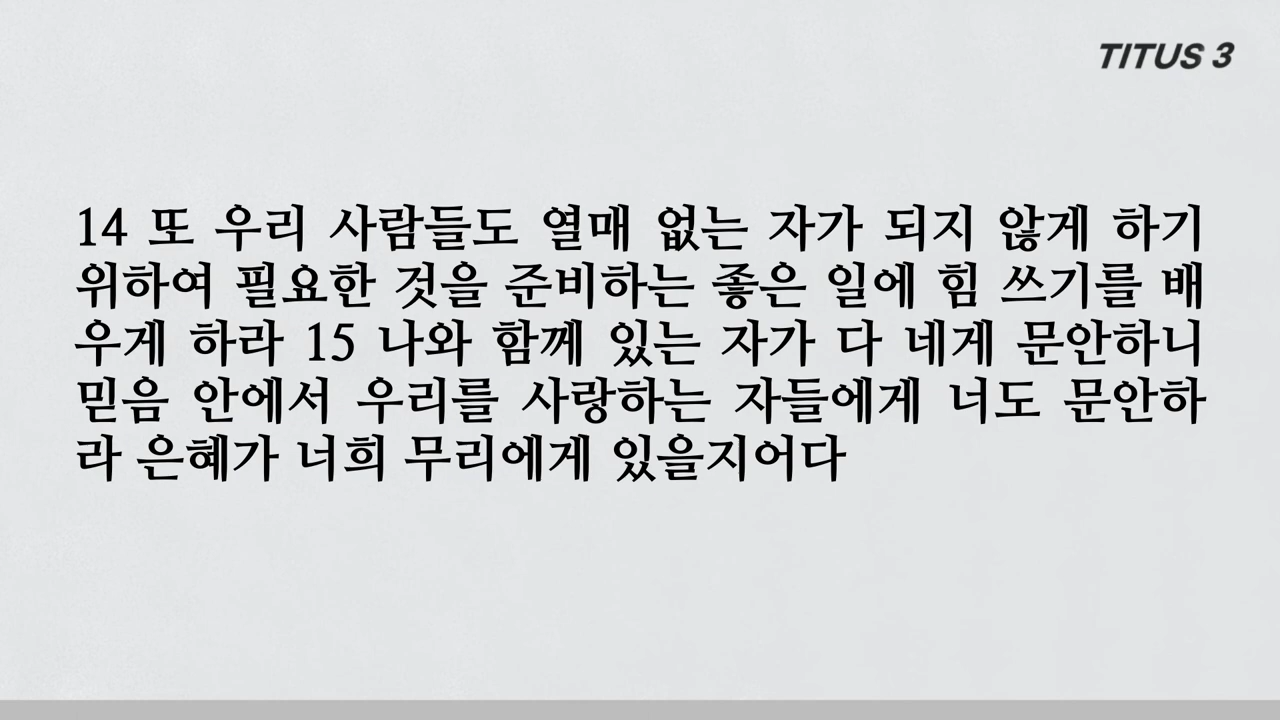 TITUS 3
14 또 우리 사람들도 열매 없는 자가 되지 않게 하기
위하여 필요한 것을 준비하는 좋은 일에 힘 쓰기를 배
우게 하라 15 나와 함께 있는 자가 다 네게 문안하니
믿음 안에서 우리를 사랑하는 자들에게 너도 문안하
라 은혜가 너희 무리에게 있을지어다